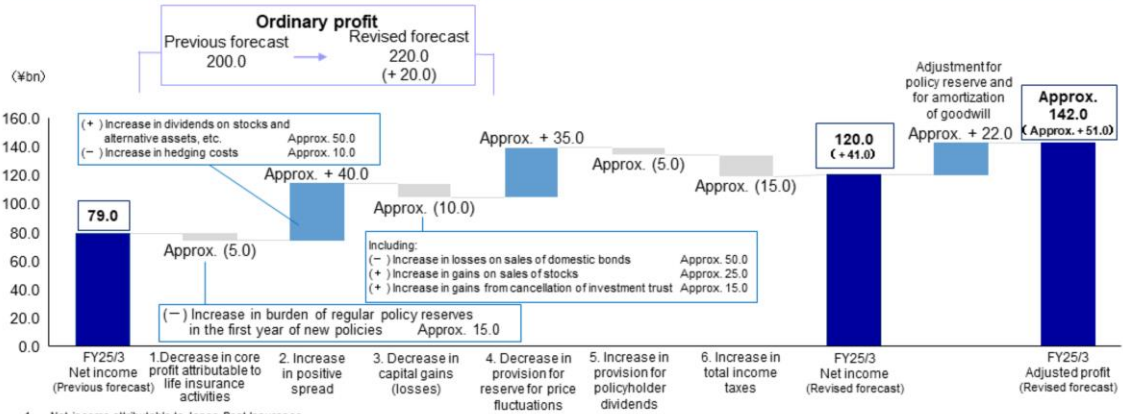 Ordinary profit
Previous forecast
200.0
Revised forecast
220.0
(+ 20.0)
(¥bn)
160.0
140.0
120.0
100.0
80.0
60.0
40.0
20.0
0.0
(+) Increase in dividends on stocks and
alternative assets, etc. Approx. 50.0
(−) Increase in hedging costs Approx. 10.0
79.0
Approx. (5.0)
Approx. + 40.0
Approx. (10.0)
Approx. + 35.0
Approx. (5.0)
Approx. (15.0)
120.0
(+41.0)
Adjustment for
policy reserve and
for amortization
of goodwill
Approx. + 22.0
Approx.
142.0
(Approx. +51.0)
Including:
(−) Increase in losses on sales of domestic bonds Approx. 50.0
(+) Increase in gains on sales of stocks Approx. 25.0
(+) Increase in gains from cancellation of investment trust Approx. 15.0
(−) Increase in burden of regular policy reserves
in the first year of new policies Approx. 15.0
FY25/3
Net income
(Previous forecast)
1.Decrease in core
profit attributable to
life insurance
activities
2. Increase
in positive
spread
3. Decrease in
capital gains
(losses)
4. Decrease in
provision for
reserve for price
fluctuations
5. Increase in
provision for
policyholder
dividends
6. Increase in
total income
taxes
FY25/3
Net income
(Revised forecast)
FY25/3
Adjusted profit
(Revised forecast)